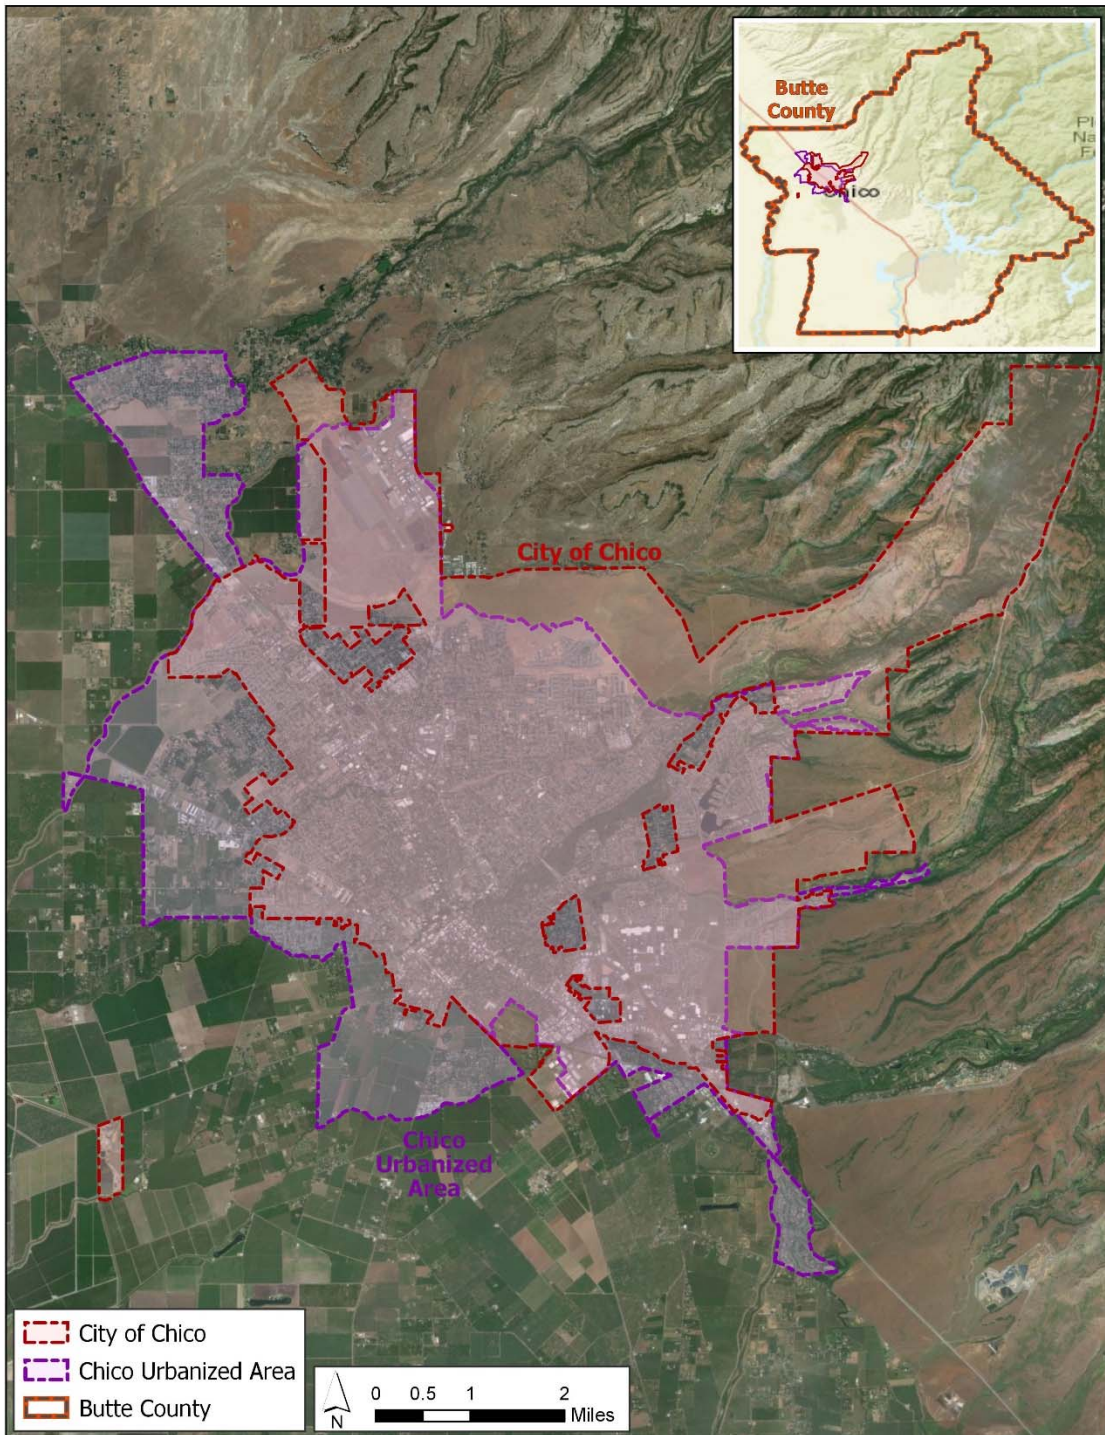 Butte
County
Chico
City of Chico
Chico
Urbanized
Area
City of Chico
Chico Urbanized Area
Butte County
N
0 0.5 1 2
Miles